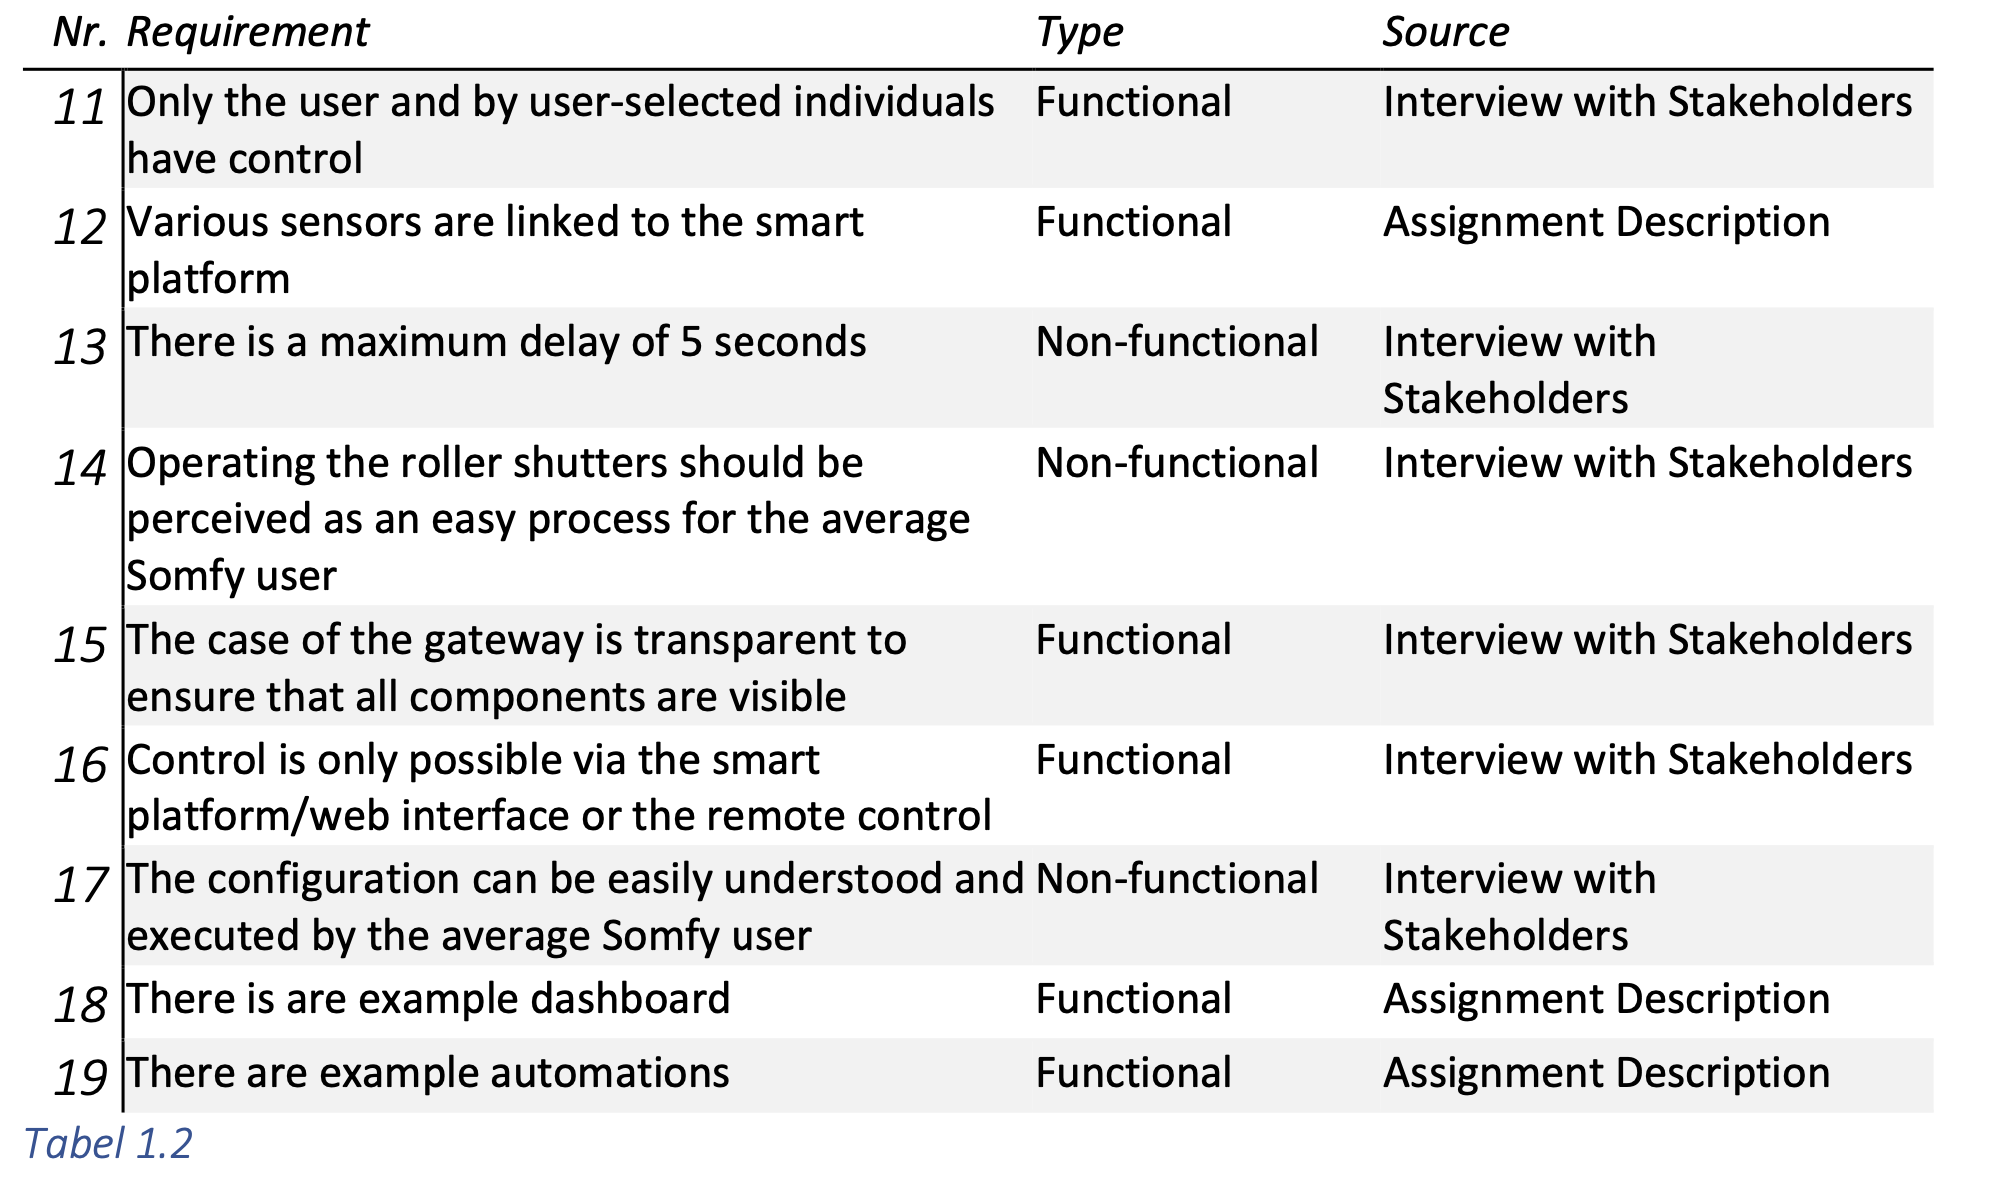 Nr. Requirement Type Source
11 Only the user and by user-selected individuals Functional Interview with Stakeholders
have control
12 Various sensors are linked to the smart Functional Assignment Description
platform
13 There is a maximum delay of 5 seconds Non-functional Interview with
Stakeholders
14 Operating the roller shutters should be Non-functional Interview with Stakeholders
perceived as an easy process for the average
Somfy user
15 The case of the gateway is transparent to Functional Interview with Stakeholders
ensure that all components are visible
16 Control is only possible via the smart Functional Interview with Stakeholders
platform/web interface or the remote control
17 The configuration can be easily understood and Non-functional Interview with
executed by the average Somfy user Stakeholders
18 There is are example dashboard Functional Assignment Description
19 There are example automations Functional Assignment Description
Tabel 1.2